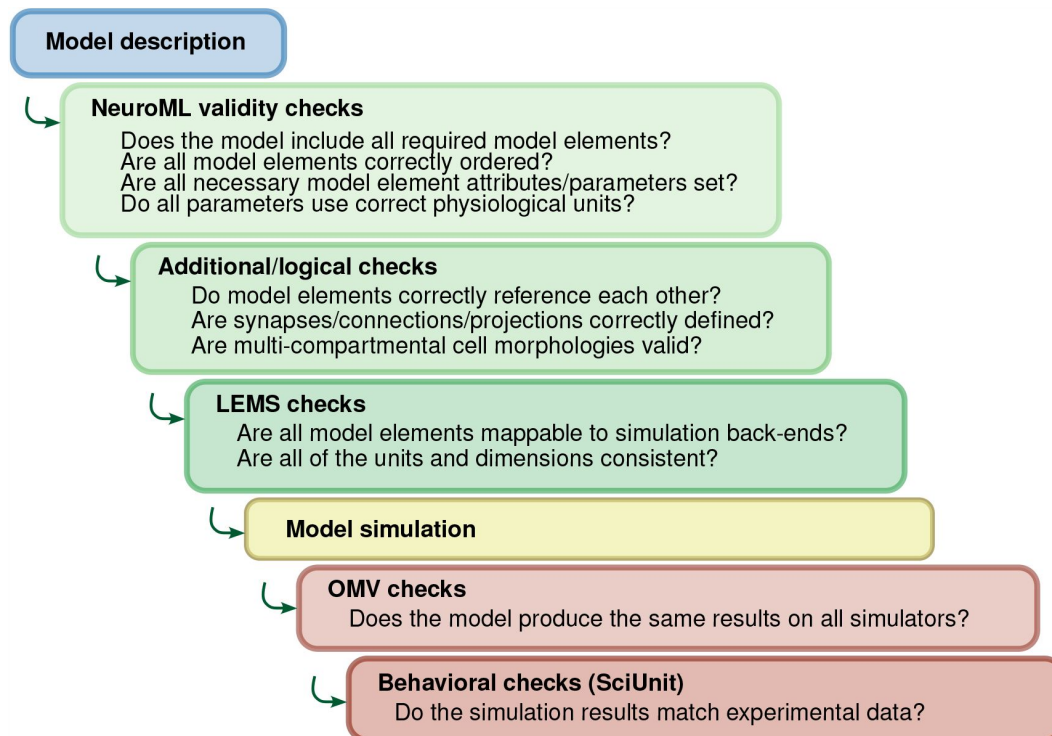 Model description
NeuroML validity checks
Does the model include all required model elements?
Are all model elements correctly ordered?
Are all necessary model element attributes/parameters set?
Do all parameters use correct physiological units?
Additional/logical checks
Do model elements correctly reference each other?
Are synapses/connections/projections correctly defined?
Are multi-compartmental cell morphologies valid?
LEMS checks
Are all model elements mappable to simulation back-ends?
Are all of the units and dimensions consistent?
Model simulation
OMV checks
Does the model produce the same results on all simulators?
Behavioral checks (SciUnit)
Do the simulation results match experimental data?